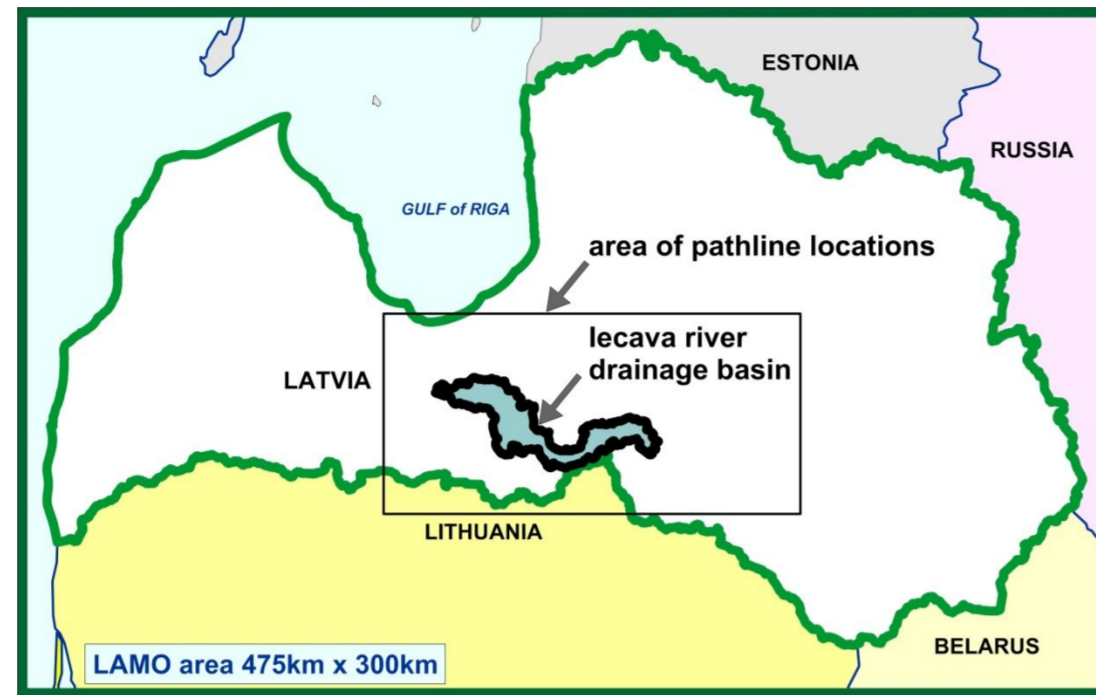 ESTONIA
RUSSIA
GULF of RIGA
area of pathline locations
Iecava river
drainage basin
LATVIA
LITHUANIA
BELARUS
LAMO area 475km x 300km